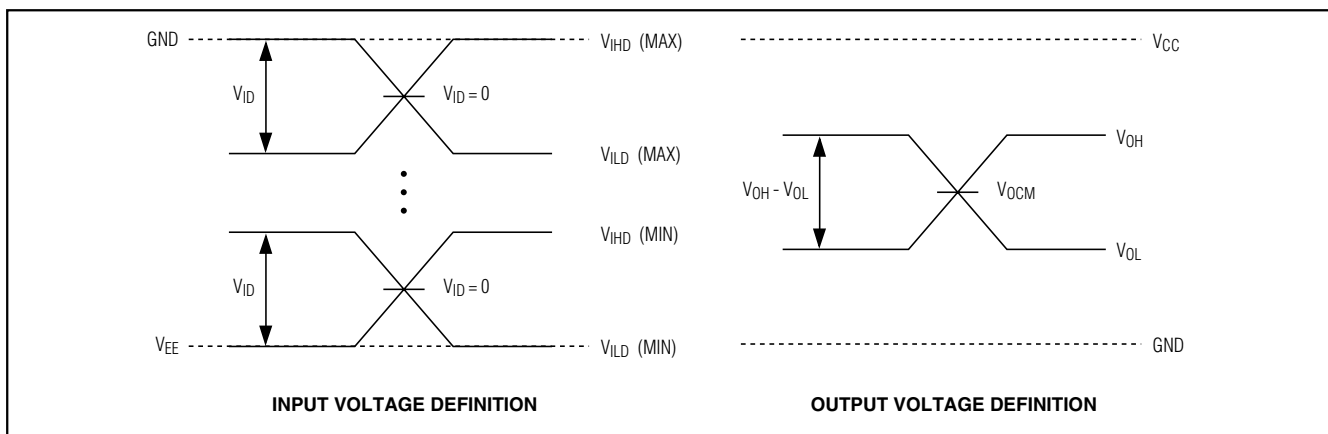 GND
V_IHD (MAX)
V_CC
V_ID
V_ID = 0
V_OH
V_ILD (MAX)
V_OH - V_OL
V_OCM
V_IHD (MIN)
V_OL
V_ID
V_ID = 0
V_EE
V_ILD (MIN)
GND
INPUT VOLTAGE DEFINITION
OUTPUT VOLTAGE DEFINITION